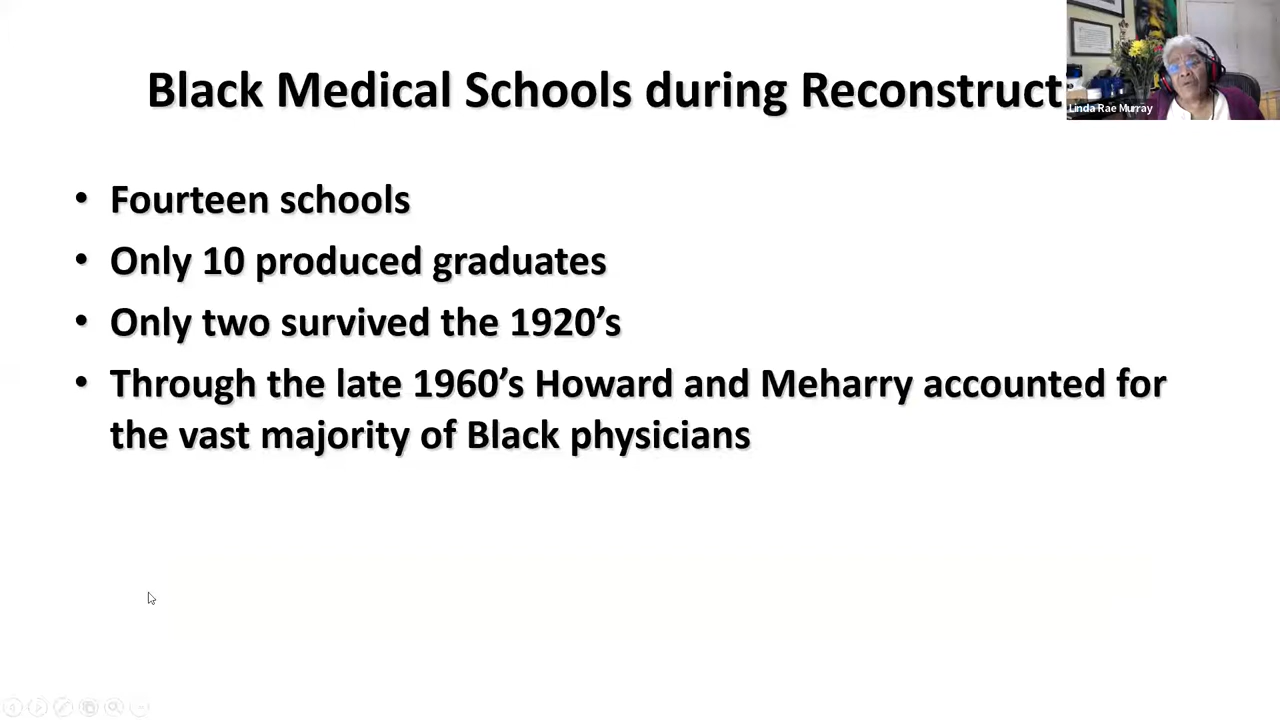 Black Medical Schools during Reconstruct
Linda Rae Murray
• Fourteen schools
• Only 10 produced graduates
• Only two survived the 1920’s
• Through the late 1960’s Howard and Meharry accounted for
the vast majority of Black physicians